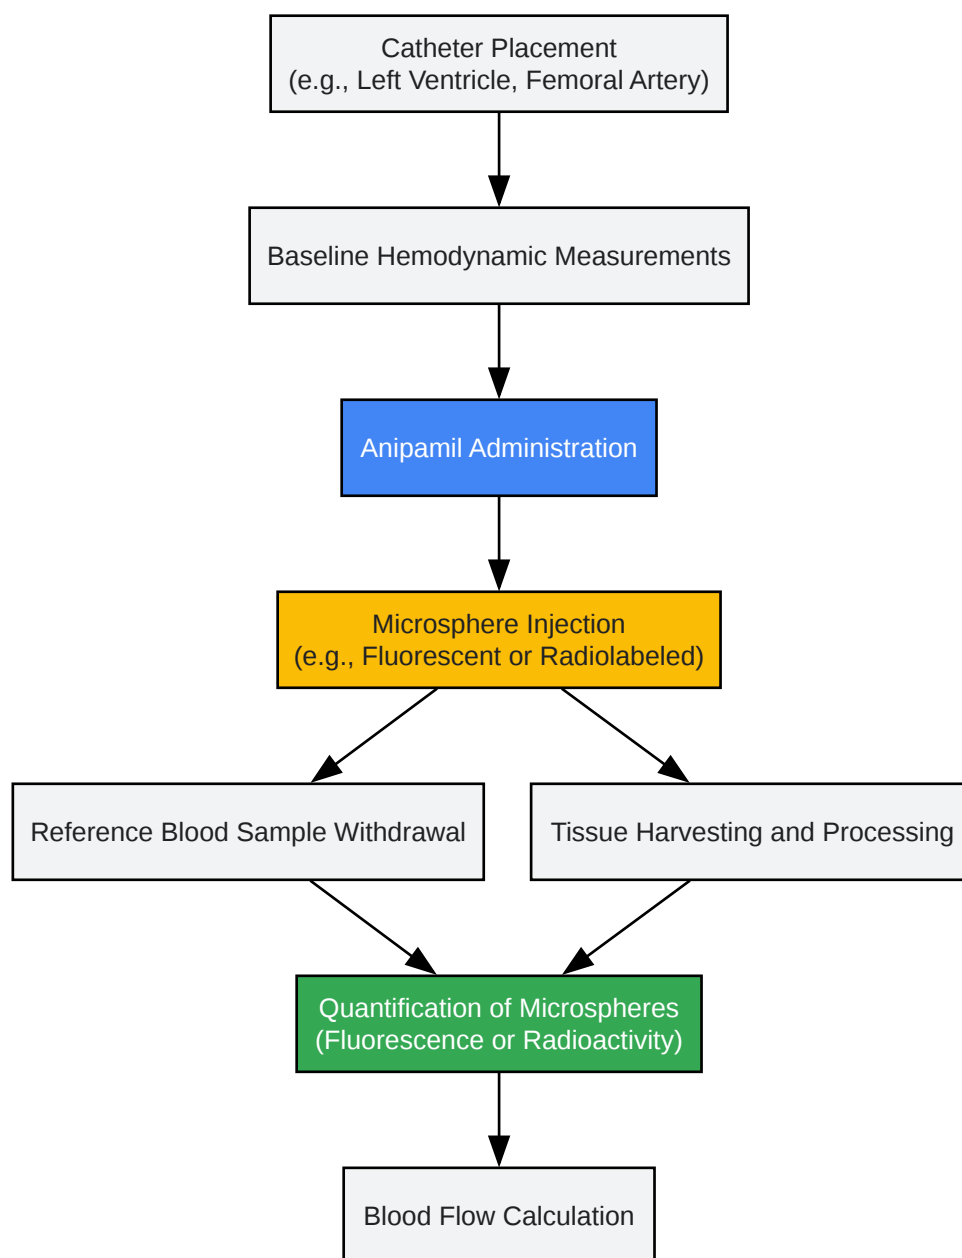 Catheter Placement
(e.g., Left Ventricle, Femoral Artery)
Baseline Hemodynamic Measurements
Anipamil Administration
Microsphere Injection
(e.g., Fluorescent or Radiolabeled)
Reference Blood Sample Withdrawal
Tissue Harvesting and Processing
Quantification of Microspheres
(Fluorescence or Radioactivity)
Blood Flow Calculation